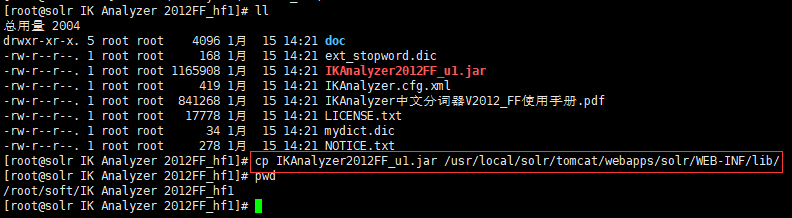 [root@solr IK Analyzer 2012FF_hf1]# ll
总用量 2004
drwxr-xr-x. 5 root root    4096 1月  15 14:21 doc
-rw-r--r--. 1 root root     168 1月  15 14:21 ext_stopword.dic
-rw-r--r--. 1 root root 1165908 1月  15 14:21 IKAnalyzer2012FF_u1.jar
-rw-r--r--. 1 root root     419 1月  15 14:21 IKAnalyzer.cfg.xml
-rw-r--r--. 1 root root  841268 1月  15 14:21 IKAnalyzer中文分词器V2012_FF使用手册.pdf
-rw-r--r--. 1 root root   17778 1月  15 14:21 LICENSE.txt
-rw-r--r--. 1 root root      34 1月  15 14:21 mydict.dic
-rw-r--r--. 1 root root     278 1月  15 14:21 NOTICE.txt
[root@solr IK Analyzer 2012FF_hf1]# cp IKAnalyzer2012FF_u1.jar /usr/local/solr/tomcat/webapps/solr/WEB-INF/lib/
[root@solr IK Analyzer 2012FF_hf1]# pwd
/root/soft/IK Analyzer 2012FF_hf1
[root@solr IK Analyzer 2012FF_hf1]#